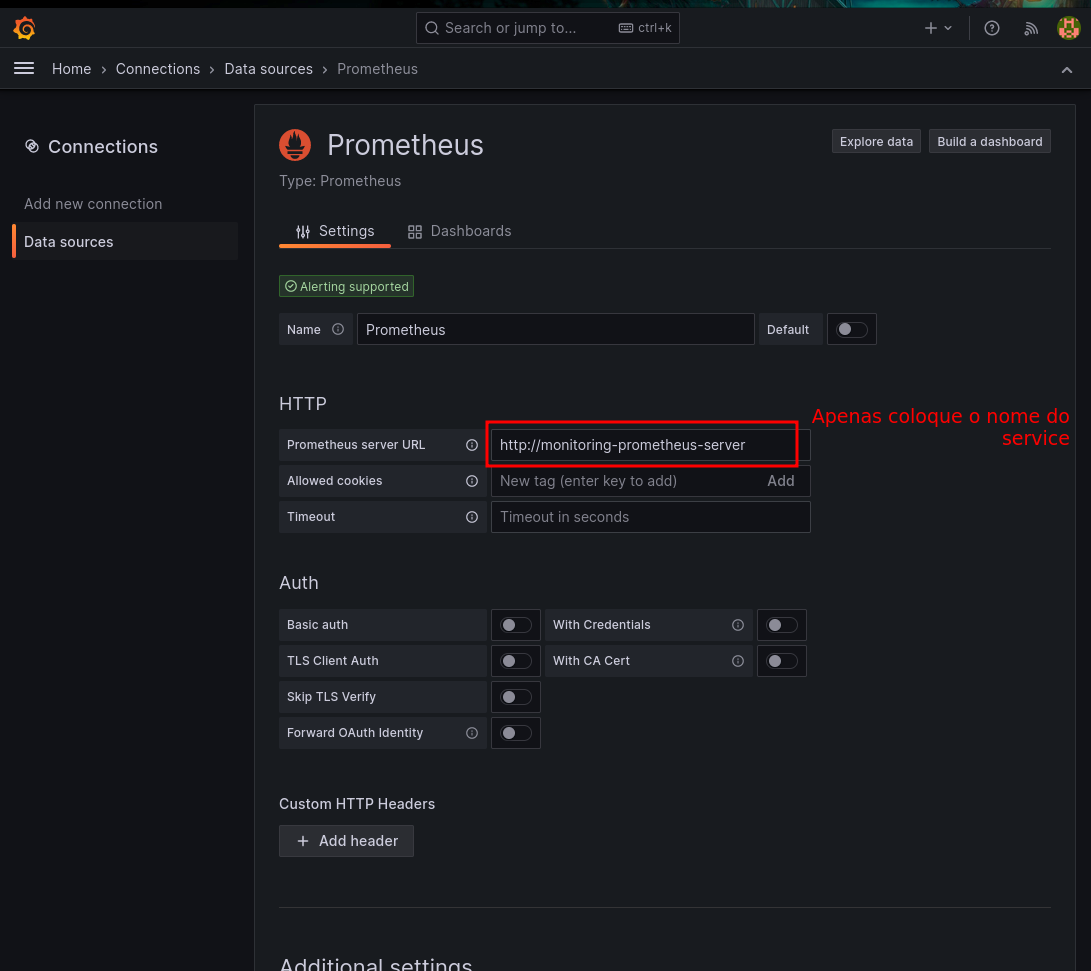 Search or jump to... ctrl+k
Home › Connections › Data sources › Prometheus
Connections
Add new connection
Data sources
Prometheus
Explore data
Build a dashboard
Type: Prometheus
Settings
Dashboards
Alerting supported
Name
Prometheus
Default
HTTP
Prometheus server URL
http://monitoring-prometheus-server
Apenas coloque o nome do
service
Allowed cookies
New tag (enter key to add)
Add
Timeout
Timeout in seconds
Auth
Basic auth
With Credentials
TLS Client Auth
With CA Cert
Skip TLS Verify
Forward OAuth Identity
Custom HTTP Headers
+ Add header
Additional settings